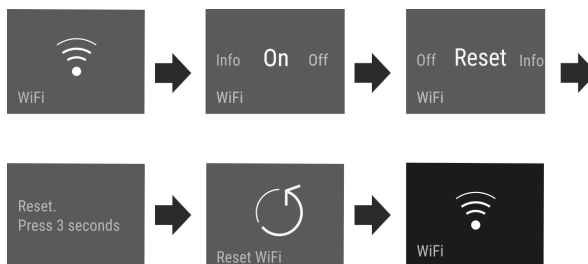 WiFi
Info On Off
WiFi
Off Reset Info
WiFi
Reset.
Press 3 seconds
Reset WiFi
WiFi